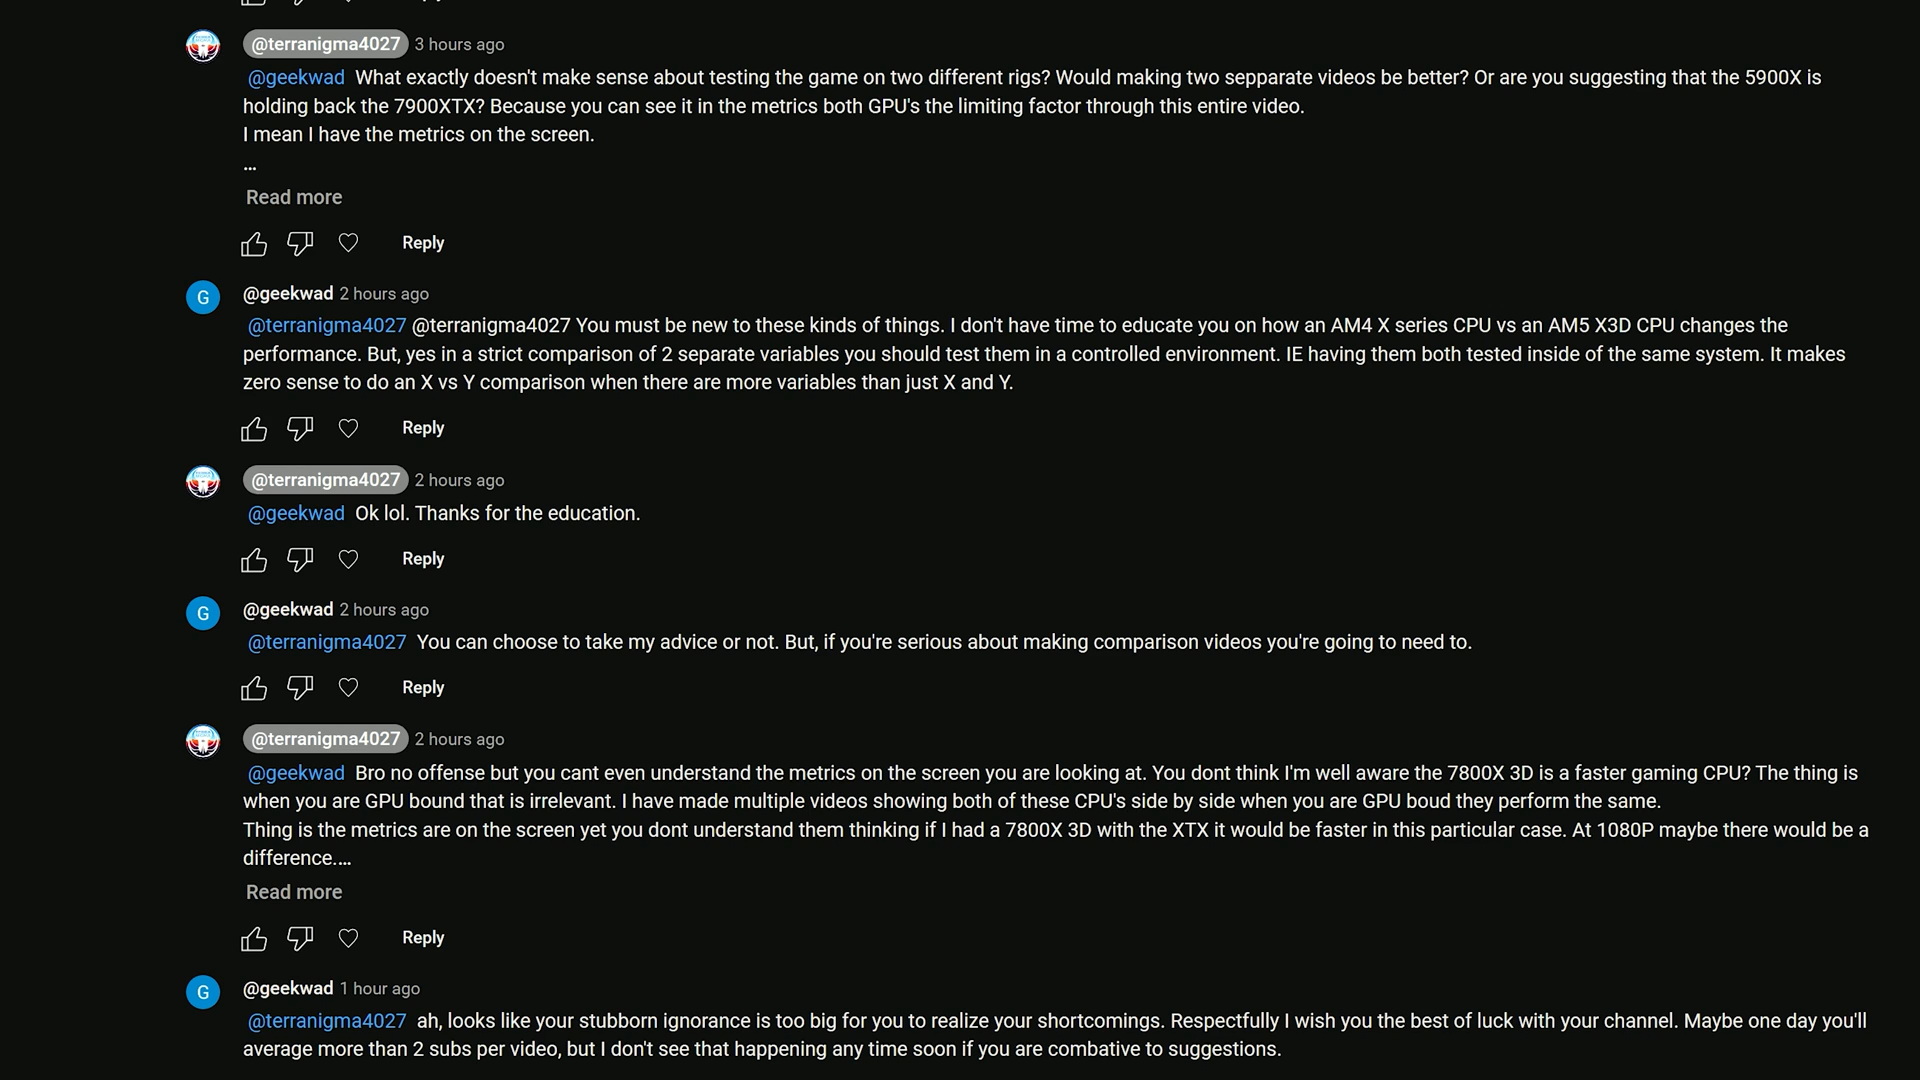 @terranigma4027 3 hours ago
@geekwad What exactly doesn't make sense about testing the game on two different rigs? Would making two sepparate videos be better? Or are you suggesting that the 5900X is
holding back the 7900XTX? Because you can see it in the metrics both GPU's the limiting factor through this entire video.
I mean I have the metrics on the screen.
...
Read more
Reply
G @geekwad 2 hours ago
@terranigma4027 @terranigma4027 You must be new to these kinds of things. I don't have time to educate you on how an AM4 X series CPU vs an AM5 X3D CPU changes the
performance. But, yes in a strict comparison of 2 separate variables you should test them in a controlled environment. IE having them both tested inside of the same system. It makes
zero sense to do an X vs Y comparison when there are more variables than just X and Y.
Reply
@terranigma4027 2 hours ago
@geekwad Ok lol. Thanks for the education.
Reply
G @geekwad 2 hours ago
@terranigma4027 You can choose to take my advice or not. But, if you're serious about making comparison videos you're going to need to.
Reply
@terranigma4027 2 hours ago
@geekwad Bro no offense but you cant even understand the metrics on the screen you are looking at. You dont think I'm well aware the 7800X 3D is a faster gaming CPU? The thing is
when you are GPU bound that is irrelevant. I have made multiple videos showing both of these CPU's side by side when you are GPU boud they perform the same.
Thing is the metrics are on the screen yet you dont understand them thinking if I had a 7800X 3D with the XTX it would be faster in this particular case. At 1080P maybe there would be a
difference....
Read more
Reply
G @geekwad 1 hour ago
@terranigma4027 ah, looks like your stubborn ignorance is too big for you to realize your shortcomings. Respectfully I wish you the best of luck with your channel. Maybe one day you'll
average more than 2 subs per video, but I don't see that happening any time soon if you are combative to suggestions.